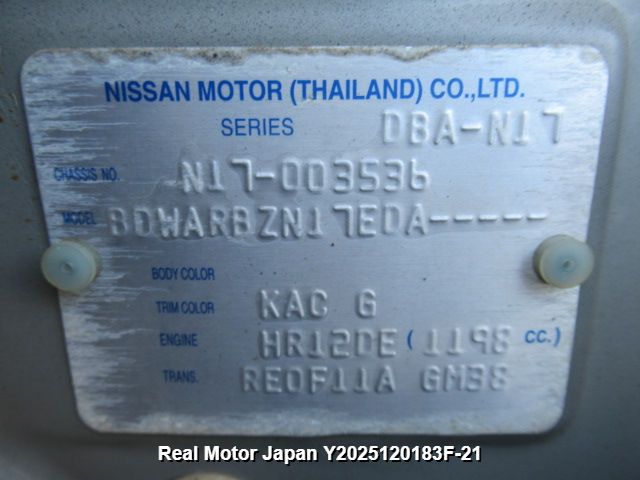 NISSAN MOTOR (THAILAND) CO.,LTD.
SERIES DBA-N17
CHASSIS NO. N17-003536
MODEL BDWARBZN17EDA-----
BODY COLOR
TRIM COLOR KAC G
ENGINE HR12DE (1198 cc.)
TRANS. RE0F11A GM38
Real Motor Japan Y2025120183F-21